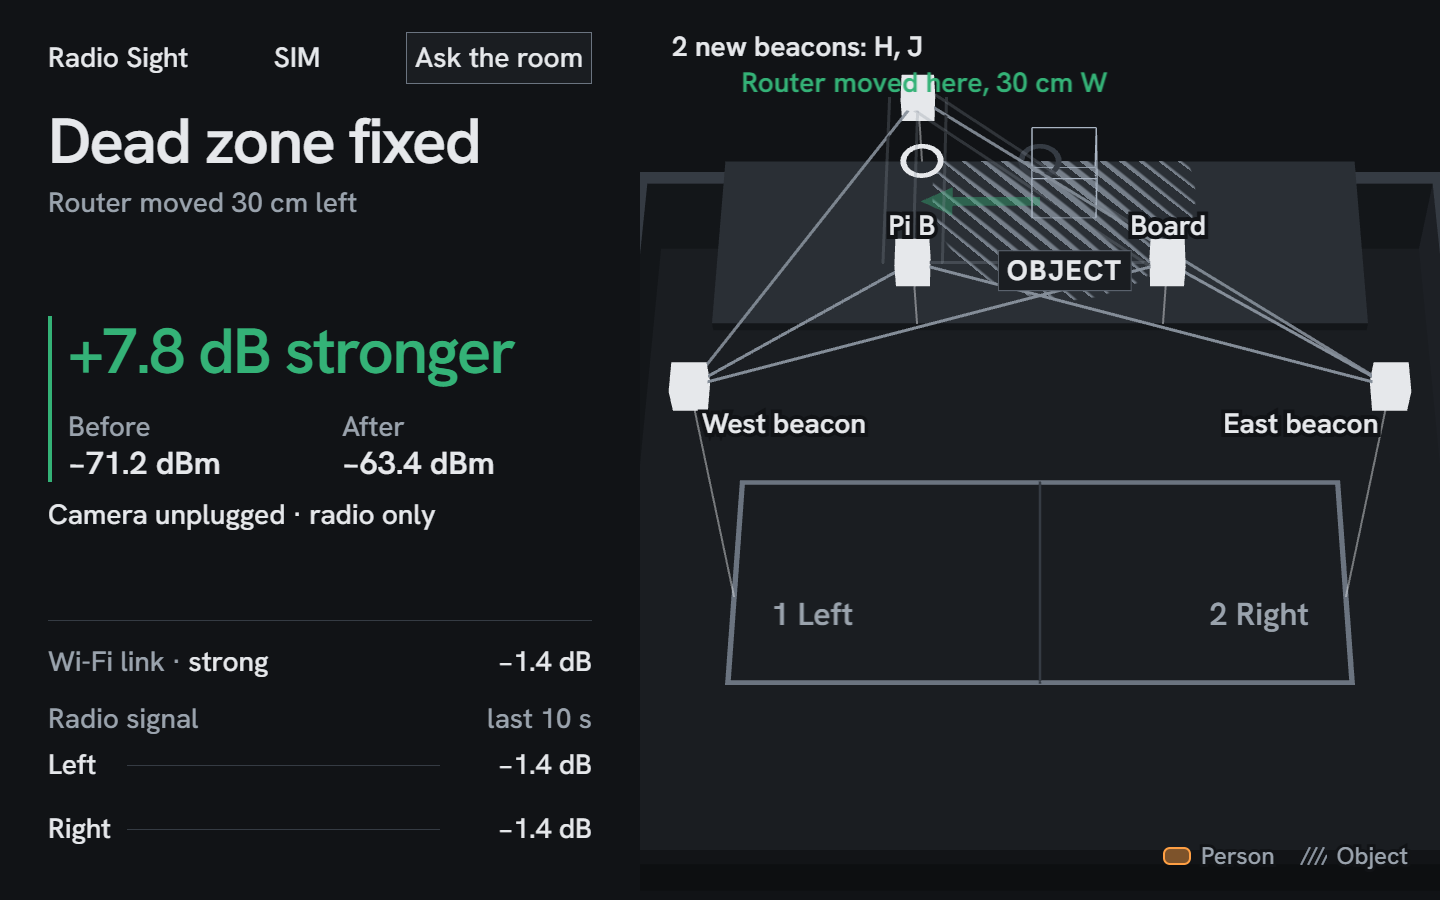 Radio Sight
SIM
Ask the room
Dead zone fixed
Router moved 30 cm left
+7.8 dB stronger
Before
After
−71.2 dBm
−63.4 dBm
Camera unplugged · radio only
Wi-Fi link · strong
−1.4 dB
Radio signal
last 10 s
Left
−1.4 dB
Right
−1.4 dB
2 new beacons: H, J
Router moved here, 30 cm W
Pi B
Board
OBJECT
West beacon
East beacon
1 Left
2 Right
Person
Object